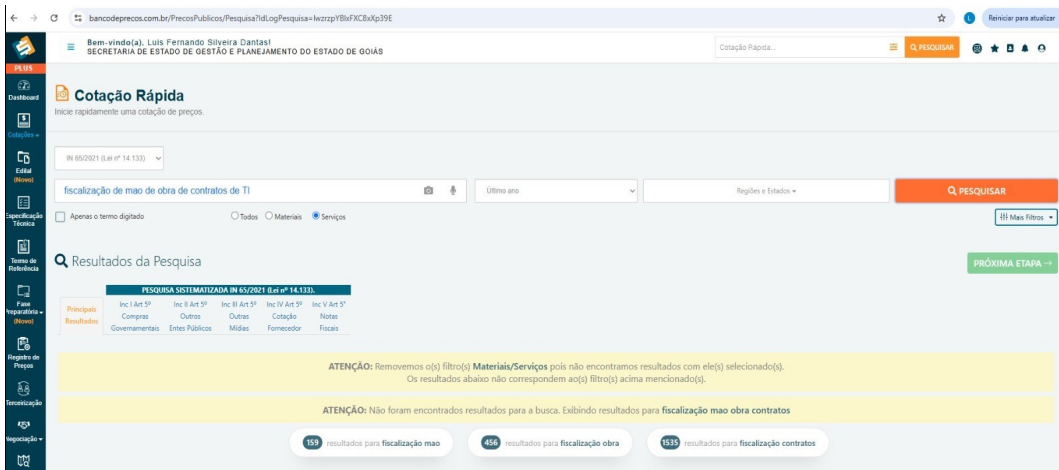 bancodeprecos.com.br/PrecosPublicos/Pesquisa?IdLogPesquisa=IwzrzpYBlxFXC8xXp39E
L
Reiniciar para atualizar
Bem-vindo(a), Luis Fernando Silveira Dantas!
SECRETARIA DE ESTADO DE GESTÃO E PLANEJAMENTO DO ESTADO DE GOIÁS
Cotação Rápida...
PESQUISAR
PLUS
Dashboard
Cotações
Edital
(Novo)
Especificação
Técnica
Termo de
Referência
Fase
Preparatória
(Novo)
Registro de
Preços
Terceirização
Negociação
Cotação Rápida
Inicie rapidamente uma cotação de preços.
IN 65/2021 (Lei nº 14.133)
fiscalização de mao de obra de contratos de TI
Último ano
Regiões e Estados
PESQUISAR
Apenas o termo digitado
Todos
Materiais
Serviços
Mais Filtros
Resultados da Pesquisa
PRÓXIMA ETAPA →
PESQUISA SISTEMATIZADA IN 65/2021 (Lei nº 14.133).
Principais
Resultados
Inc I Art 5º
Compras
Governamentais
Inc II Art 5º
Outros
Entes Públicos
Inc III Art 5º
Outras
Mídias
Inc IV Art 5º
Cotação
Fornecedor
Inc V Art 5°
Notas
Fiscais
ATENÇÃO: Removemos o(s) filtro(s) Materiais/Serviços pois não encontramos resultados com ele(s) selecionado(s).
Os resultados abaixo não correspondem ao(s) filtro(s) acima mencionado(s).
ATENÇÃO: Não foram encontrados resultados para a busca. Exibindo resultados para fiscalização mao obra contratos
159 resultados para fiscalização mao
456 resultados para fiscalização obra
1535 resultados para fiscalização contratos